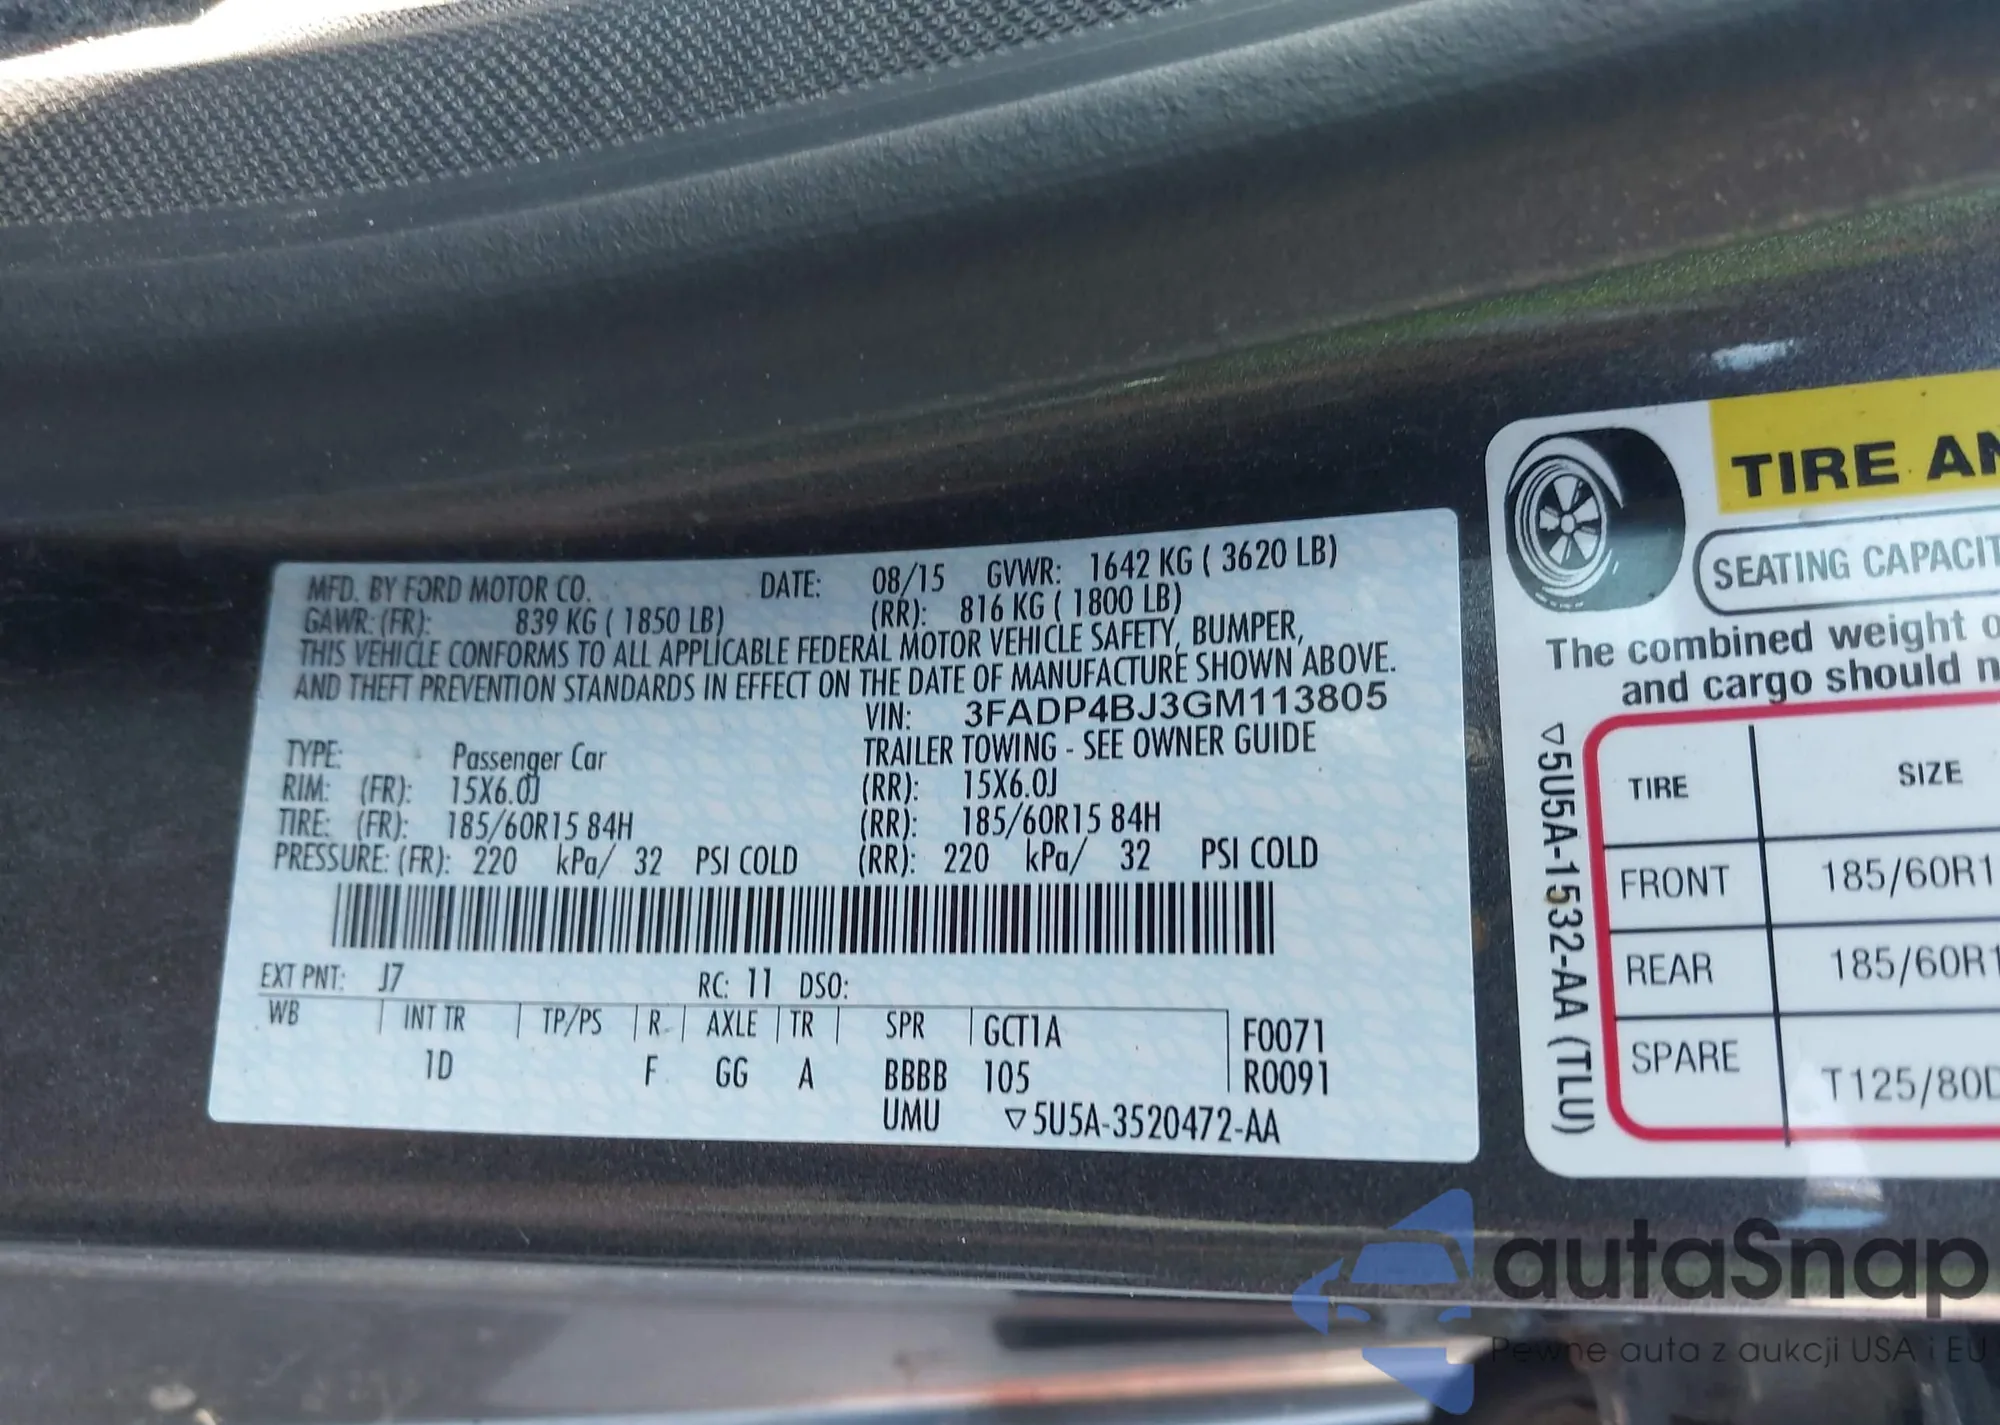 MFD. BY FORD MOTOR CO. DATE: 08/15 GVWR: 1642 KG ( 3620 LB)
GAWR: (FR): 839 KG ( 1850 LB) (RR): 816 KG ( 1800 LB)
THIS VEHICLE CONFORMS TO ALL APPLICABLE FEDERAL MOTOR VEHICLE SAFETY, BUMPER,
AND THEFT PREVENTION STANDARDS IN EFFECT ON THE DATE OF MANUFACTURE SHOWN ABOVE.
VIN: 3FADP4BJ3GM113805
TYPE: Passenger Car TRAILER TOWING - SEE OWNER GUIDE
RIM: (FR): 15X6.0J (RR): 15X6.0J
TIRE: (FR): 185/60R15 84H (RR): 185/60R15 84H
PRESSURE: (FR): 220 kPa/ 32 PSI COLD (RR): 220 kPa/ 32 PSI COLD
EXT PNT: J7 RC: 11 DSO:
WB INT TR TP/PS R AXLE TR SPR GCT1A F0071
1D F GG A BBBB 105 R0091
UMU 5U5A-3520472-AA
TIRE AN
SEATING CAPACIT
The combined weight o
and cargo should n
5U5A-1532-AA (TLU)
TIRE SIZE
FRONT 185/60R1
REAR 185/60R1
SPARE T125/80D
autaSnap
Pewne auta z aukcji USA i EU